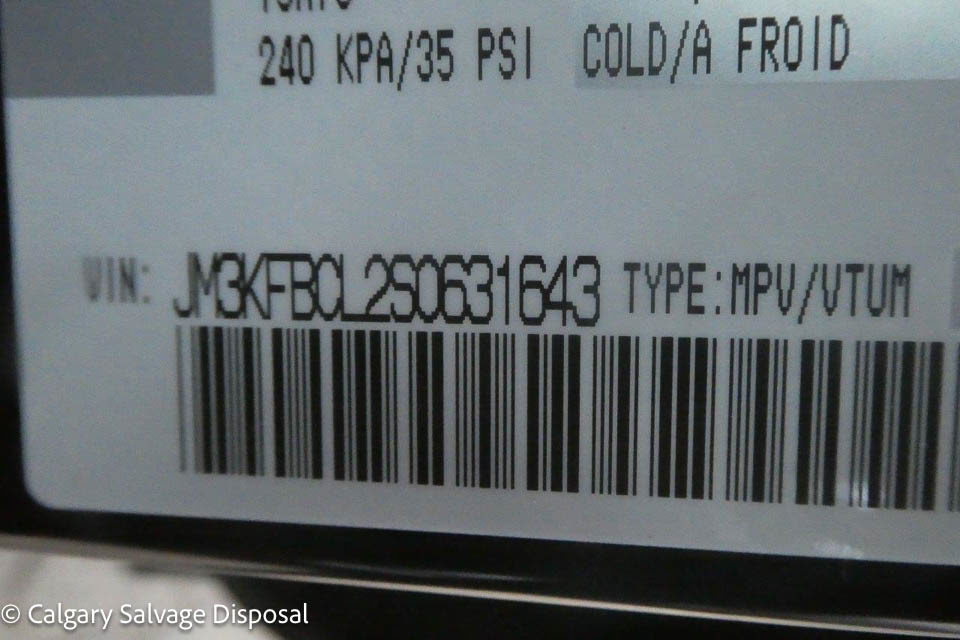 240 KPA/35 PSI COLD/A FROID
VIN: JM3KFBCL2S0631643 TYPE:MPV/VTUM
© Calgary Salvage Disposal